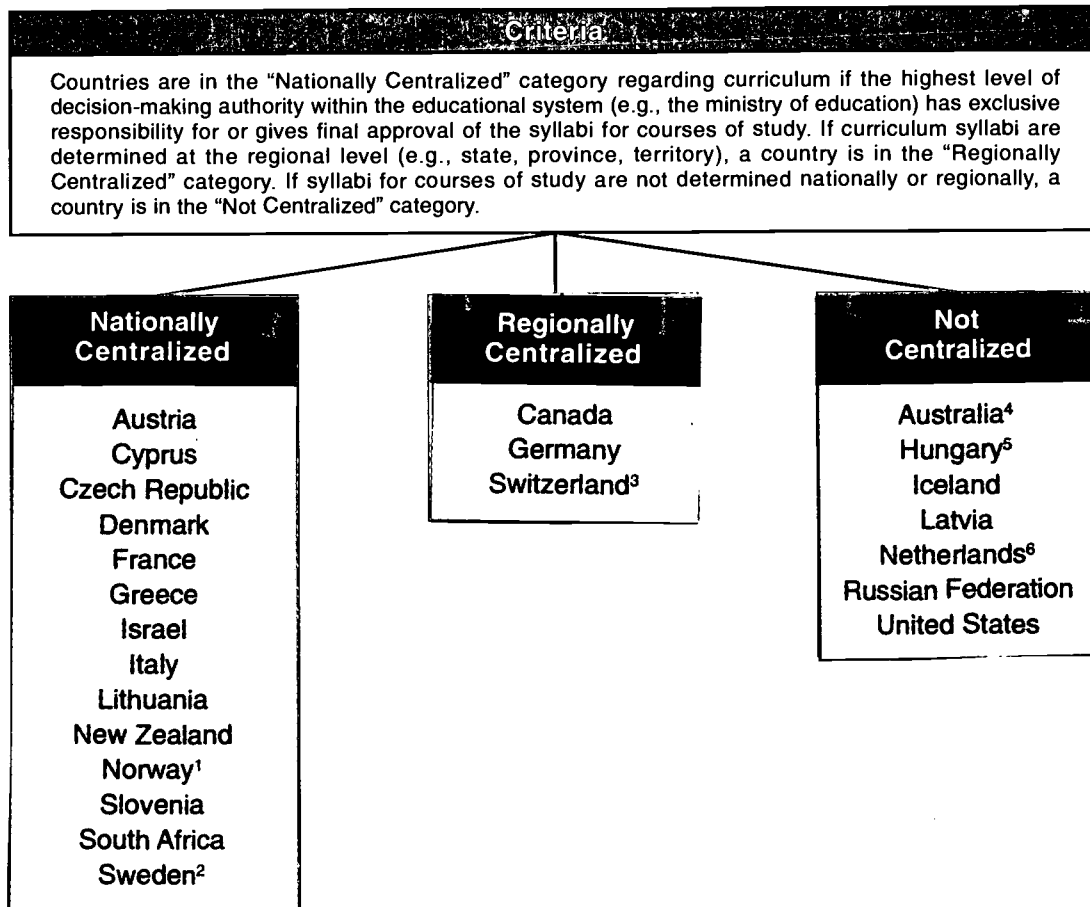 Criteria
Countries are in the “Nationally Centralized” category regarding curriculum if the highest level of
decision-making authority within the educational system (e.g., the ministry of education) has exclusive
responsibility for or gives final approval of the syllabi for courses of study. If curriculum syllabi are
determined at the regional level (e.g., state, province, territory), a country is in the “Regionally
Centralized” category. If syllabi for courses of study are not determined nationally or regionally, a
country is in the “Not Centralized” category.
Nationally
Centralized
Austria
Cyprus
Czech Republic
Denmark
France
Greece
Israel
Italy
Lithuania
New Zealand
Norway¹
Slovenia
South Africa
Sweden²
Regionally
Centralized
Canada
Germany
Switzerland³
Not
Centralized
Australia⁴
Hungary⁵
Iceland
Latvia
Netherlands⁶
Russian Federation
United States